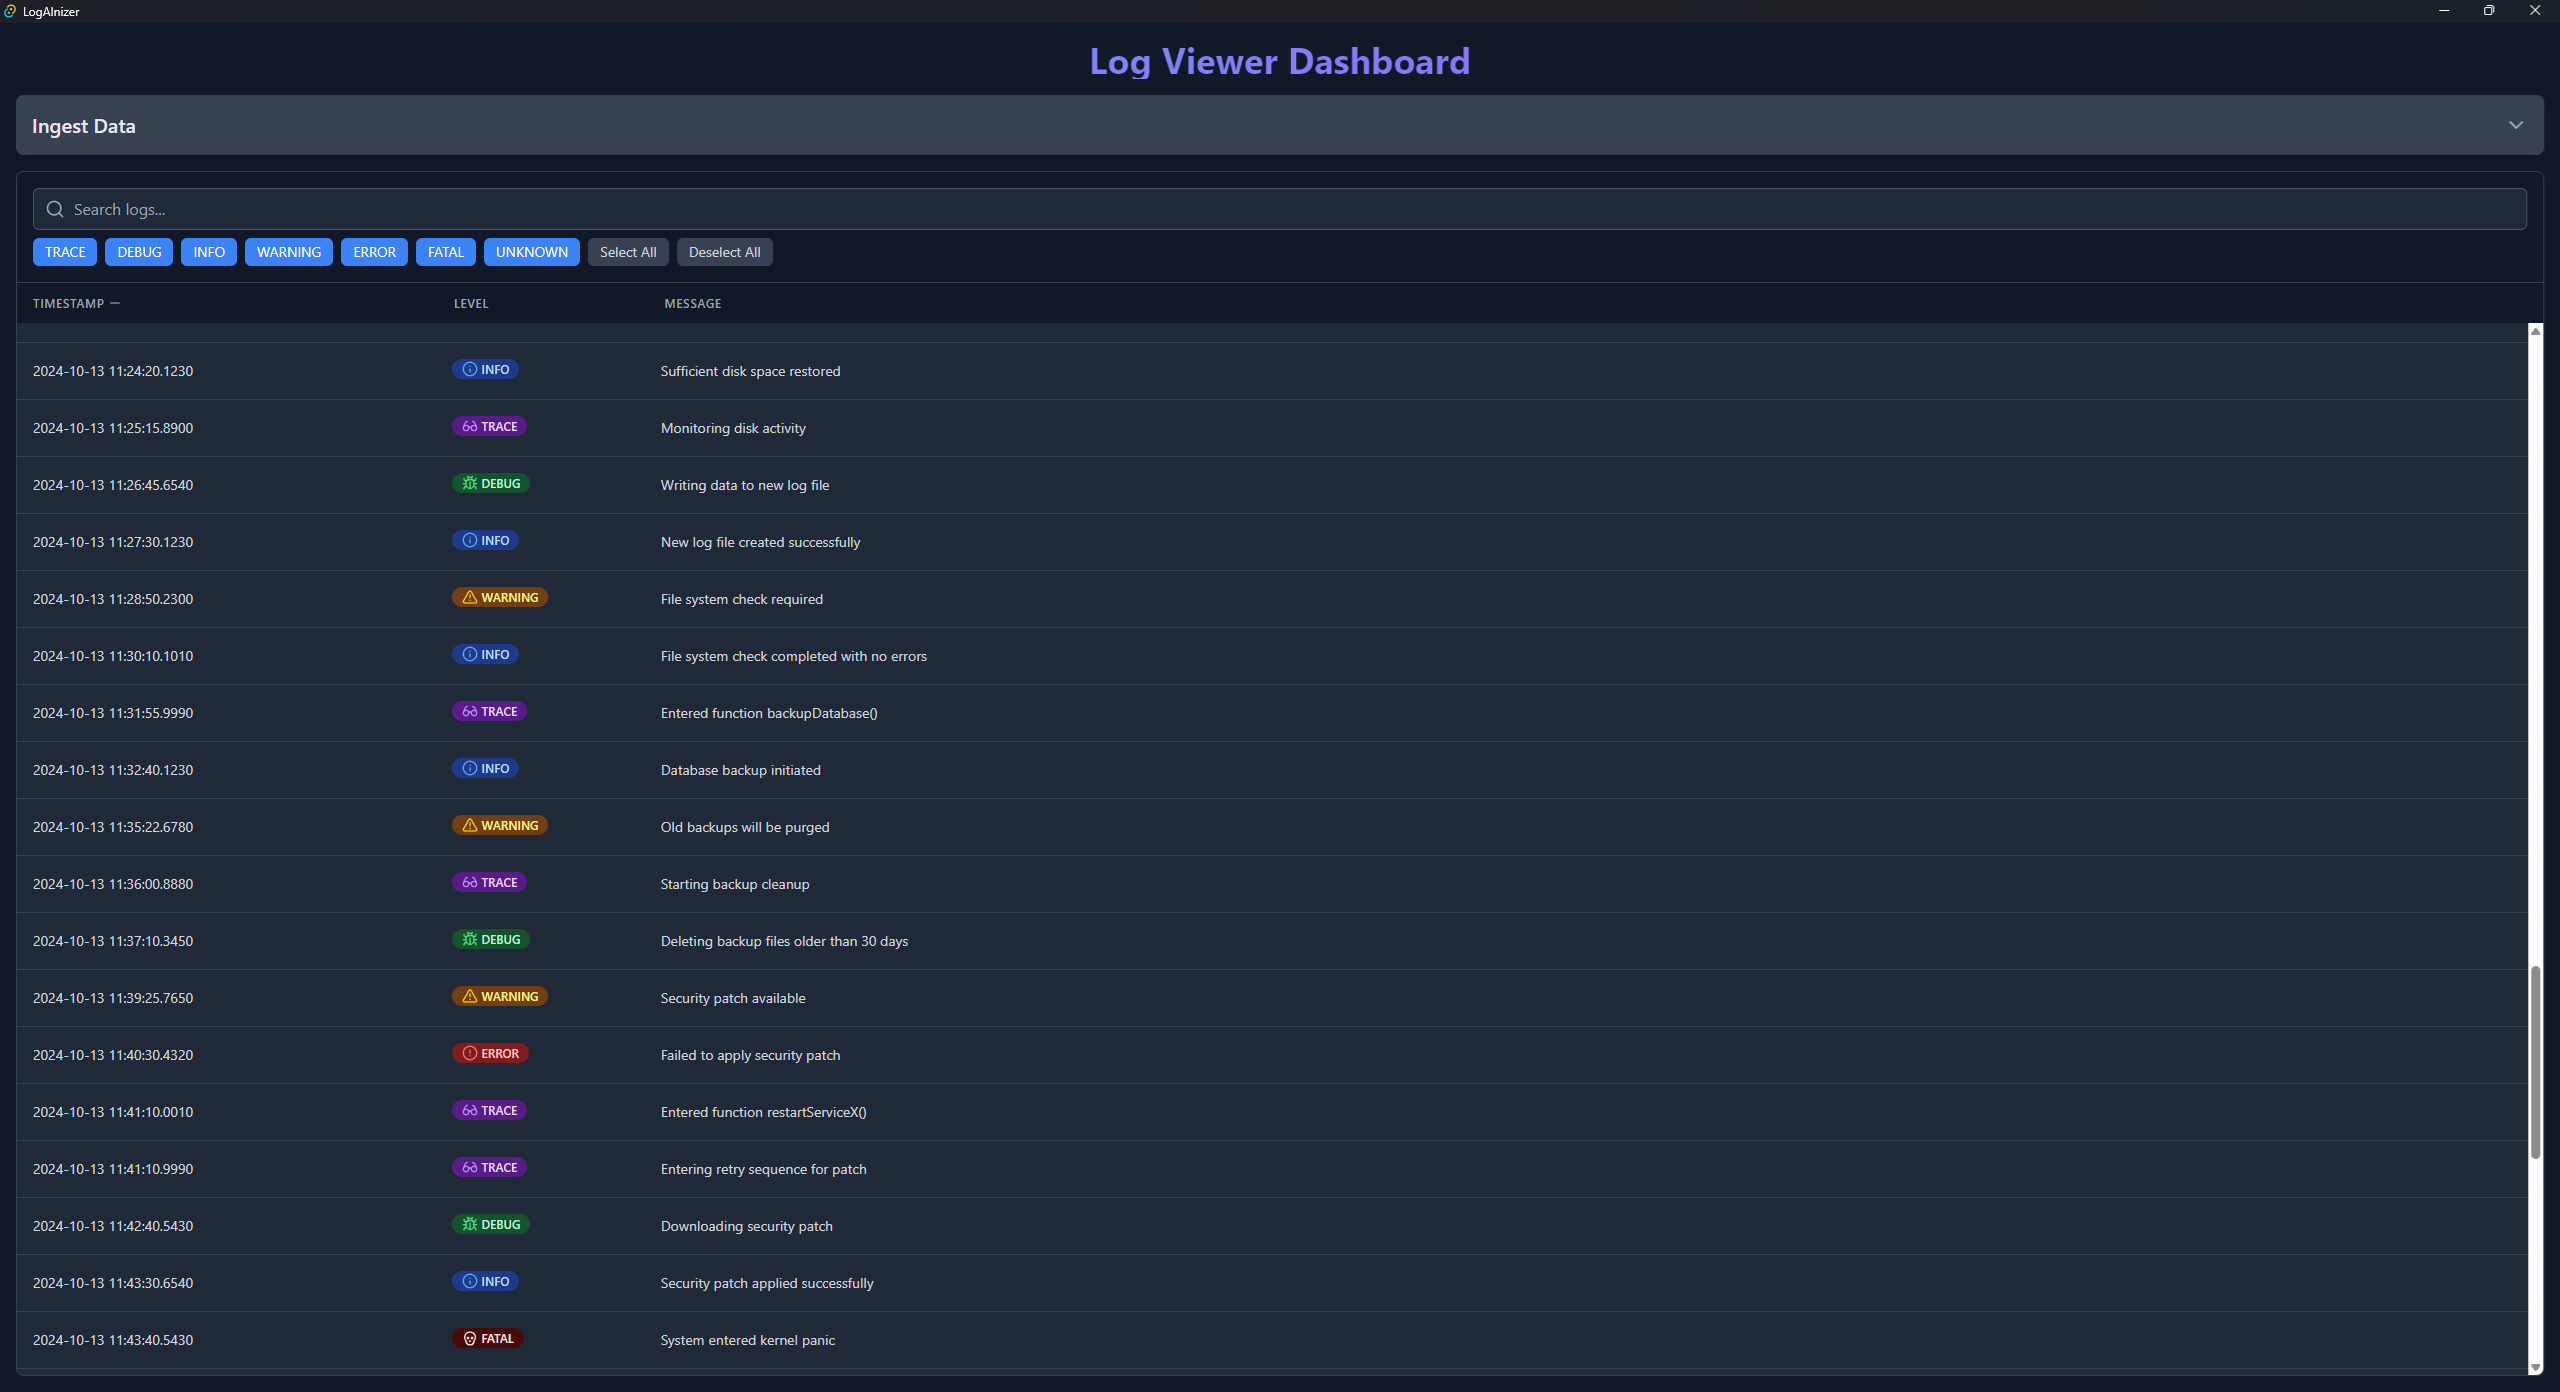 LogAInizer
Log Viewer Dashboard
Ingest Data
Search logs...
TRACE DEBUG INFO WARNING ERROR FATAL UNKNOWN Select All Deselect All
TIMESTAMP — LEVEL MESSAGE
2024-10-13 11:24:20.1230 INFO Sufficient disk space restored
2024-10-13 11:25:15.8900 TRACE Monitoring disk activity
2024-10-13 11:26:45.6540 DEBUG Writing data to new log file
2024-10-13 11:27:30.1230 INFO New log file created successfully
2024-10-13 11:28:50.2300 WARNING File system check required
2024-10-13 11:30:10.1010 INFO File system check completed with no errors
2024-10-13 11:31:55.9990 TRACE Entered function backupDatabase()
2024-10-13 11:32:40.1230 INFO Database backup initiated
2024-10-13 11:35:22.6780 WARNING Old backups will be purged
2024-10-13 11:36:00.8880 TRACE Starting backup cleanup
2024-10-13 11:37:10.3450 DEBUG Deleting backup files older than 30 days
2024-10-13 11:39:25.7650 WARNING Security patch available
2024-10-13 11:40:30.4320 ERROR Failed to apply security patch
2024-10-13 11:41:10.0010 TRACE Entered function restartServiceX()
2024-10-13 11:41:10.9990 TRACE Entering retry sequence for patch
2024-10-13 11:42:40.5430 DEBUG Downloading security patch
2024-10-13 11:43:30.6540 INFO Security patch applied successfully
2024-10-13 11:43:40.5430 FATAL System entered kernel panic